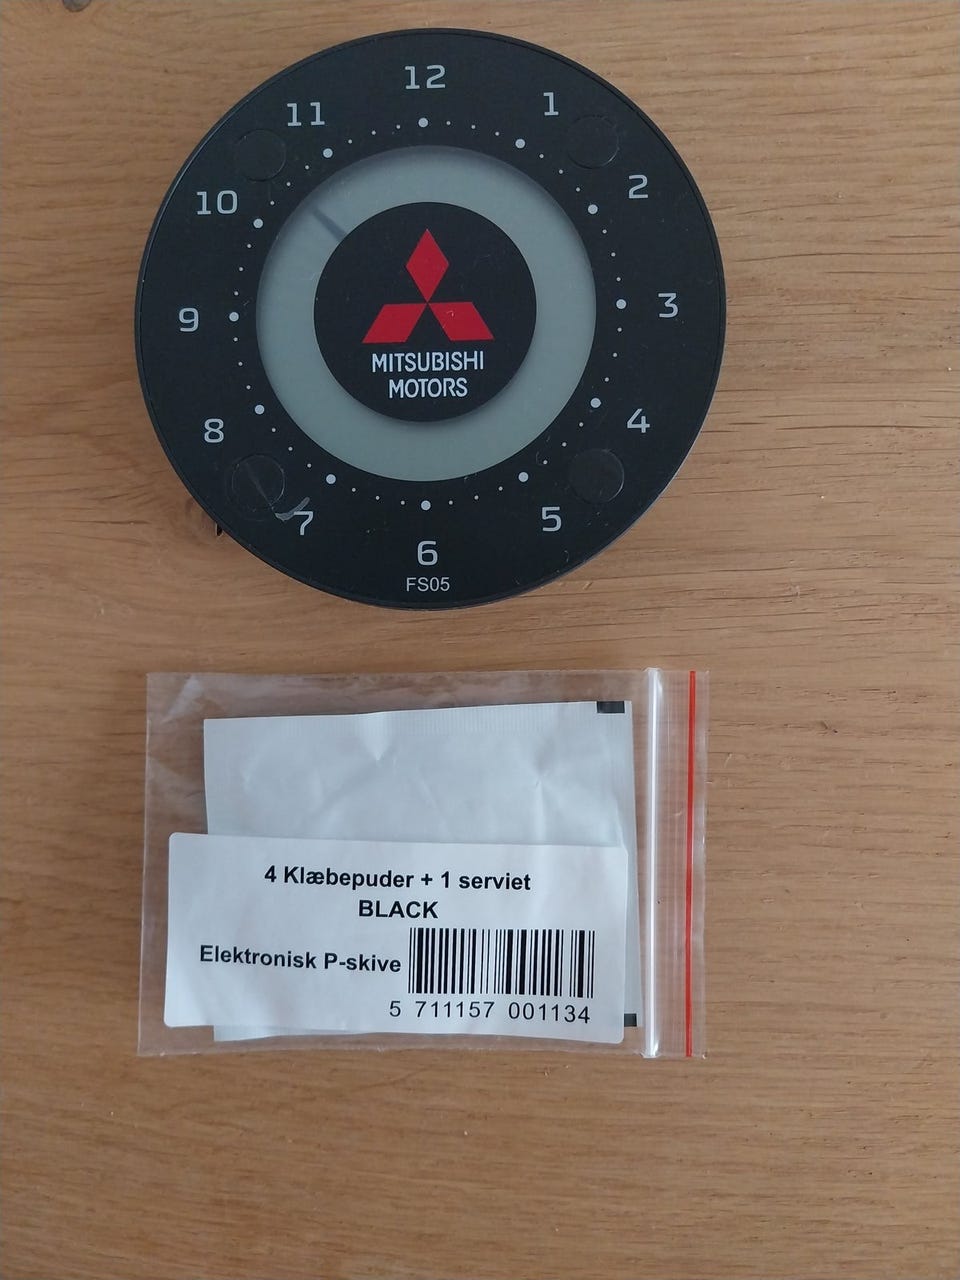 12
1
2
3
4
5
6
7
8
9
10
11
MITSUBISHI
MOTORS
FS05
4 Klæbepuder + 1 serviet
BLACK
Elektronisk P-skive
5 711157 001134